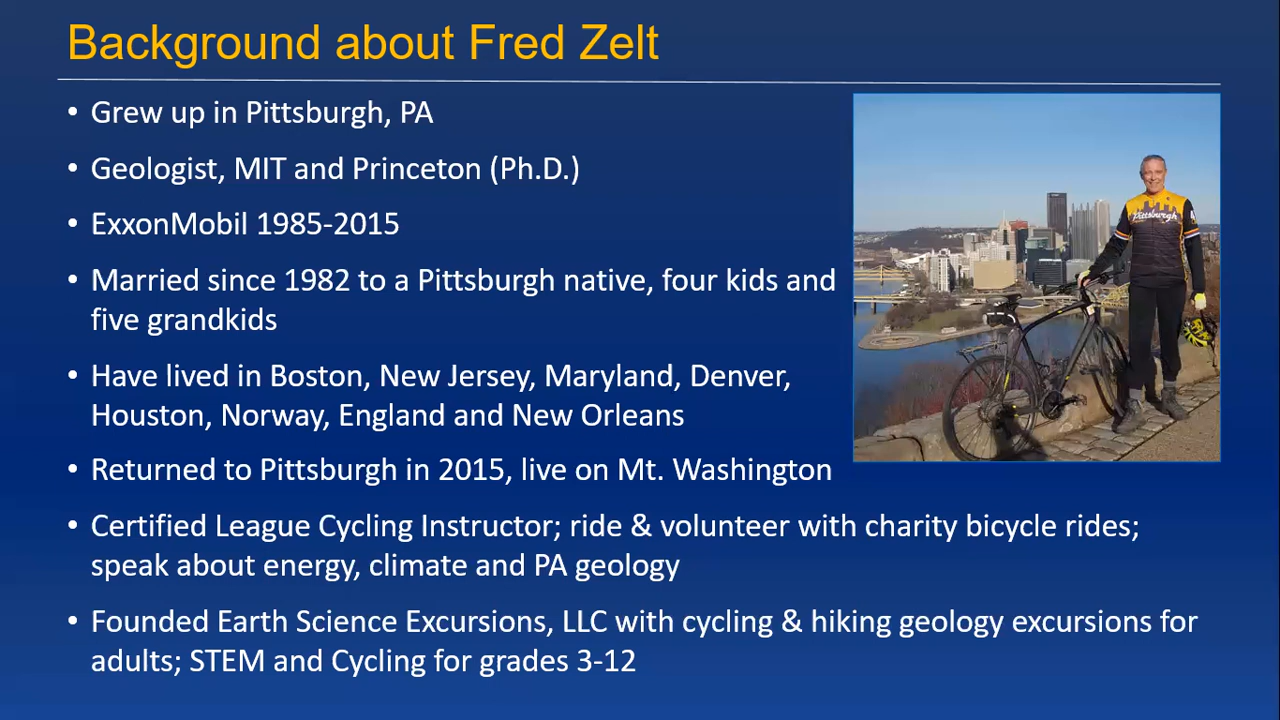 Background about Fred Zelt
• Grew up in Pittsburgh, PA
• Geologist, MIT and Princeton (Ph.D.)
• ExxonMobil 1985-2015
• Married since 1982 to a Pittsburgh native, four kids and
five grandkids
• Have lived in Boston, New Jersey, Maryland, Denver,
Houston, Norway, England and New Orleans
• Returned to Pittsburgh in 2015, live on Mt. Washington
• Certified League Cycling Instructor; ride & volunteer with charity bicycle rides;
speak about energy, climate and PA geology
• Founded Earth Science Excursions, LLC with cycling & hiking geology excursions for
adults; STEM and Cycling for grades 3-12
Pittsburgh